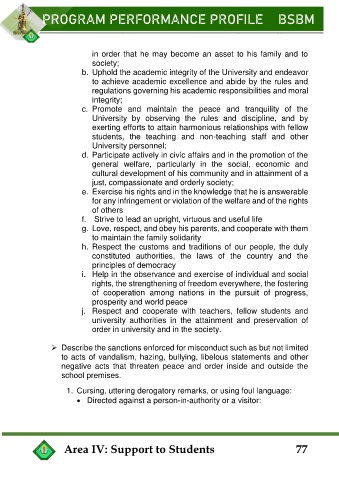 PROGRAM PERFORMANCE PROFILE BSBM
in order that he may become an asset to his family and to
society;
b. Uphold the academic integrity of the University and endeavor
to achieve academic excellence and abide by the rules and
regulations governing his academic responsibilities and moral
integrity;
c. Promote and maintain the peace and tranquility of the
University by observing the rules and discipline, and by
exerting efforts to attain harmonious relationships with fellow
students, the teaching and non-teaching staff and other
University personnel;
d. Participate actively in civic affairs and in the promotion of the
general welfare, particularly in the social, economic and
cultural development of his community and in attainment of a
just, compassionate and orderly society;
e. Exercise his rights and in the knowledge that he is answerable
for any infringement or violation of the welfare and of the rights
of others
f. Strive to lead an upright, virtuous and useful life
g. Love, respect, and obey his parents, and cooperate with them
to maintain the family solidarity
h. Respect the customs and traditions of our people, the duly
constituted authorities, the laws of the country and the
principles of democracy
i. Help in the observance and exercise of individual and social
rights, the strengthening of freedom everywhere, the fostering
of cooperation among nations in the pursuit of progress,
prosperity and world peace
j. Respect and cooperate with teachers, fellow students and
university authorities in the attainment and preservation of
order in university and in the society.
➢ Describe the sanctions enforced for misconduct such as but not limited
to acts of vandalism, hazing, bullying, libelous statements and other
negative acts that threaten peace and order inside and outside the
school premises.
1. Cursing, uttering derogatory remarks, or using foul language:
• Directed against a person-in-authority or a visitor:
Area IV: Support to Students 77